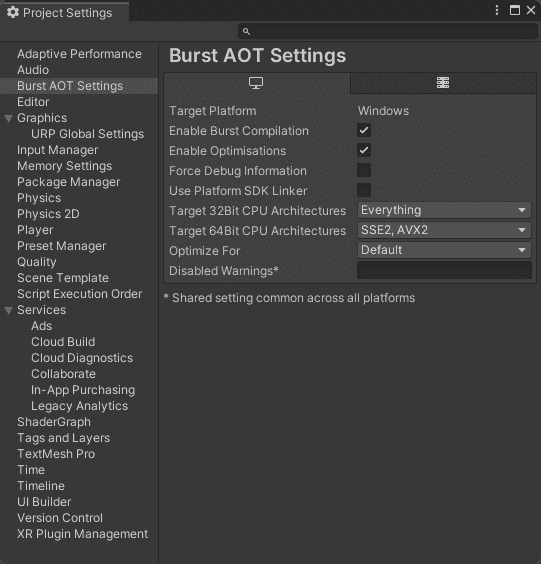 Project Settings
Adaptive Performance
Audio
Burst AOT Settings
Editor
Graphics
URP Global Settings
Input Manager
Memory Settings
Package Manager
Physics
Physics 2D
Player
Preset Manager
Quality
Scene Template
Script Execution Order
Services
Ads
Cloud Build
Cloud Diagnostics
Collaborate
In-App Purchasing
Legacy Analytics
ShaderGraph
Tags and Layers
TextMesh Pro
Time
Timeline
UI Builder
Version Control
XR Plugin Management
Burst AOT Settings
Target Platform Windows
Enable Burst Compilation
Enable Optimisations
Force Debug Information
Use Platform SDK Linker
Target 32Bit CPU Architectures Everything
Target 64Bit CPU Architectures SSE2, AVX2
Optimize For Default
Disabled Warnings*
* Shared setting common across all platforms